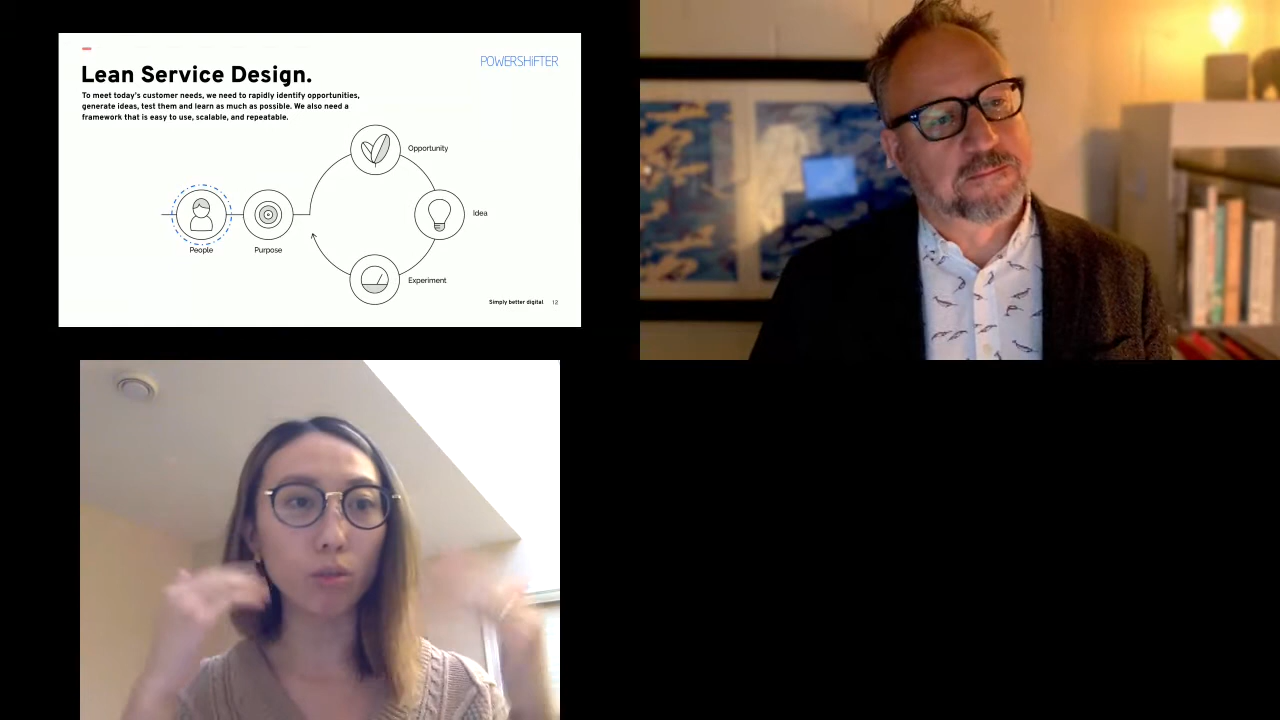 Lean Service Design.
POWERSHiFTER
To meet today's customer needs, we need to rapidly identify opportunities,
generate ideas, test them and learn as much as possible. We also need a
framework that is easy to use, scalable, and repeatable.
Opportunity
Idea
People
Purpose
Experiment
Simply better digital 12